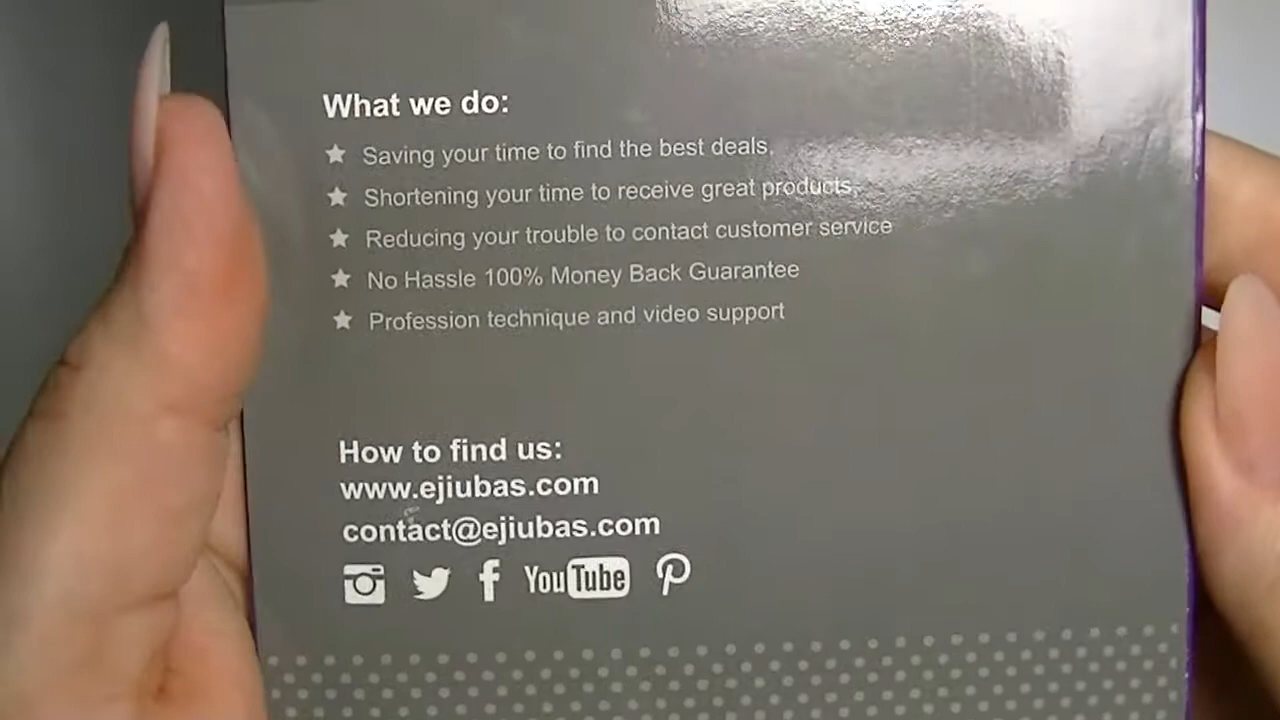 What we do:
Saving your time to find the best deals,
Shortening your time to receive great products,
Reducing your trouble to contact customer service
No Hassle 100% Money Back Guarantee
Profession technique and video support
How to find us:
www.ejiubas.com
contact@ejiubas.com
YouTube